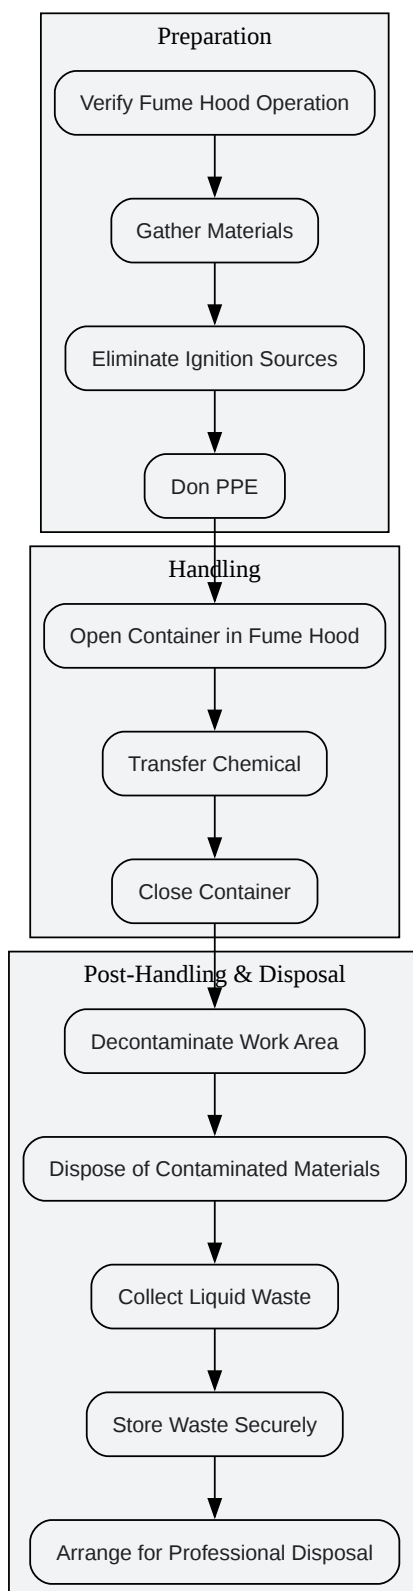 Preparation
Verify Fume Hood Operation
Gather Materials
Eliminate Ignition Sources
Don PPE
Handling
Open Container in Fume Hood
Transfer Chemical
Close Container
Post-Handling & Disposal
Decontaminate Work Area
Dispose of Contaminated Materials
Collect Liquid Waste
Store Waste Securely
Arrange for Professional Disposal